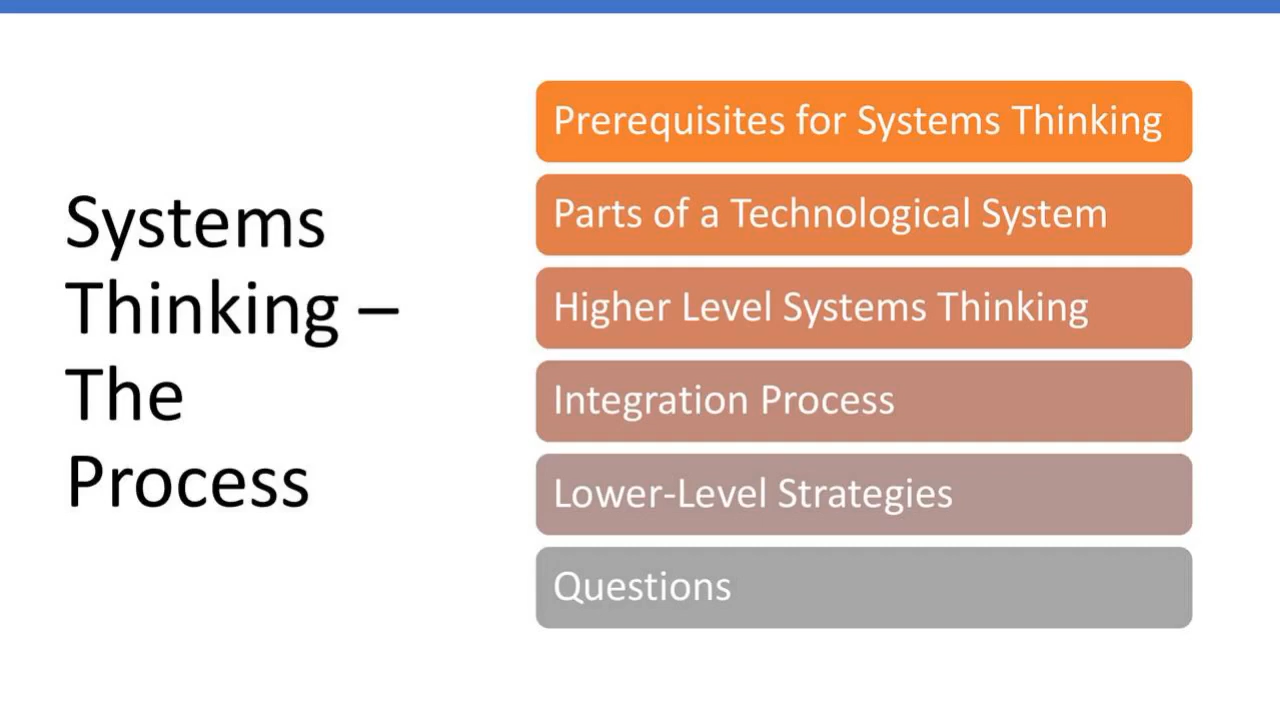 Systems
Thinking –
The
Process
Prerequisites for Systems Thinking
Parts of a Technological System
Higher Level Systems Thinking
Integration Process
Lower-Level Strategies
Questions